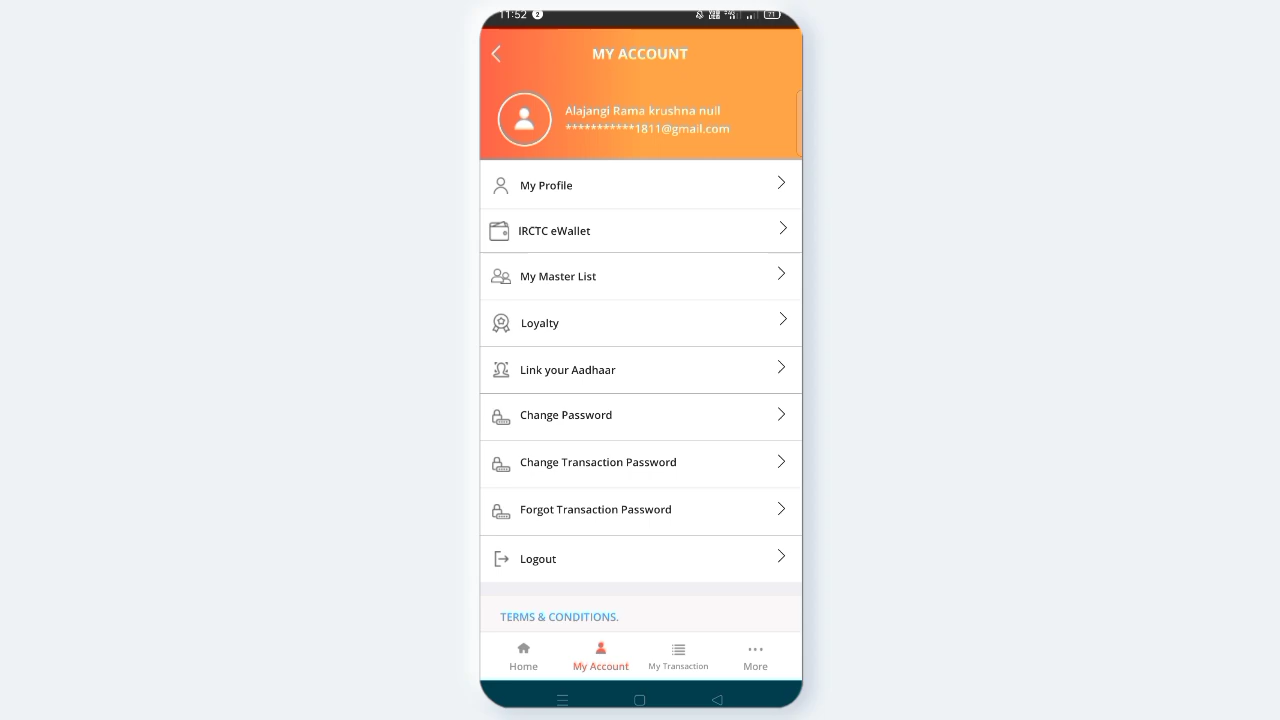 11:52 2
MY ACCOUNT
Alajangi Rama krushna null
***********1811@gmail.com
My Profile
IRCTC eWallet
My Master List
Loyalty
Link your Aadhaar
Change Password
Change Transaction Password
Forgot Transaction Password
Logout
TERMS & CONDITIONS.
Home My Account My Transaction More